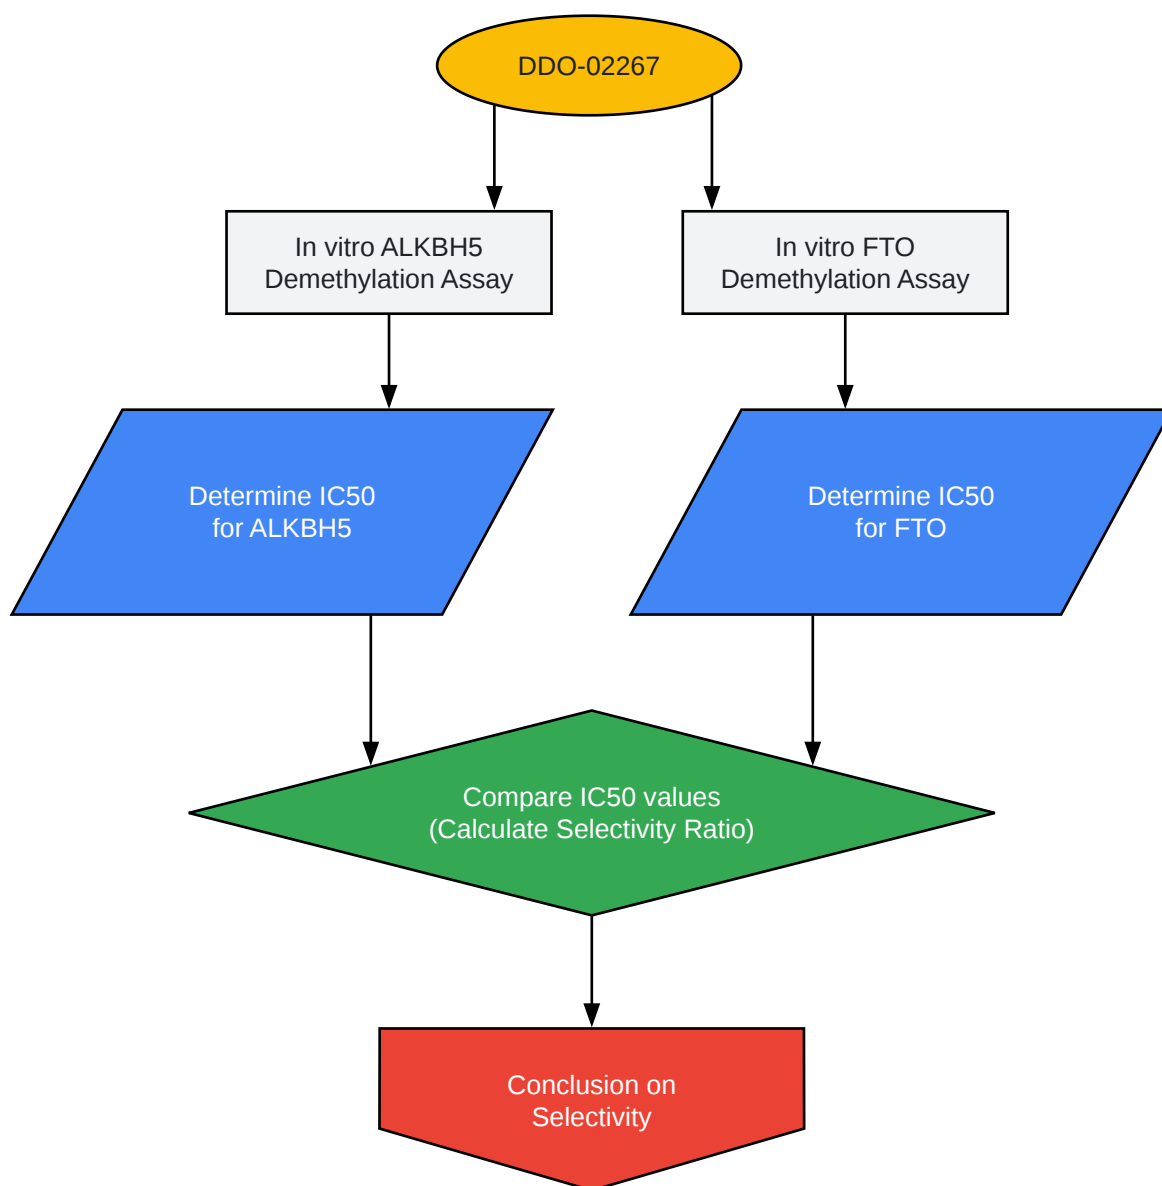 DDO-02267
In vitro ALKBH5
Demethylation Assay
In vitro FTO
Demethylation Assay
Determine IC50
for ALKBH5
Determine IC50
for FTO
Compare IC50 values
(Calculate Selectivity Ratio)
Conclusion on
Selectivity